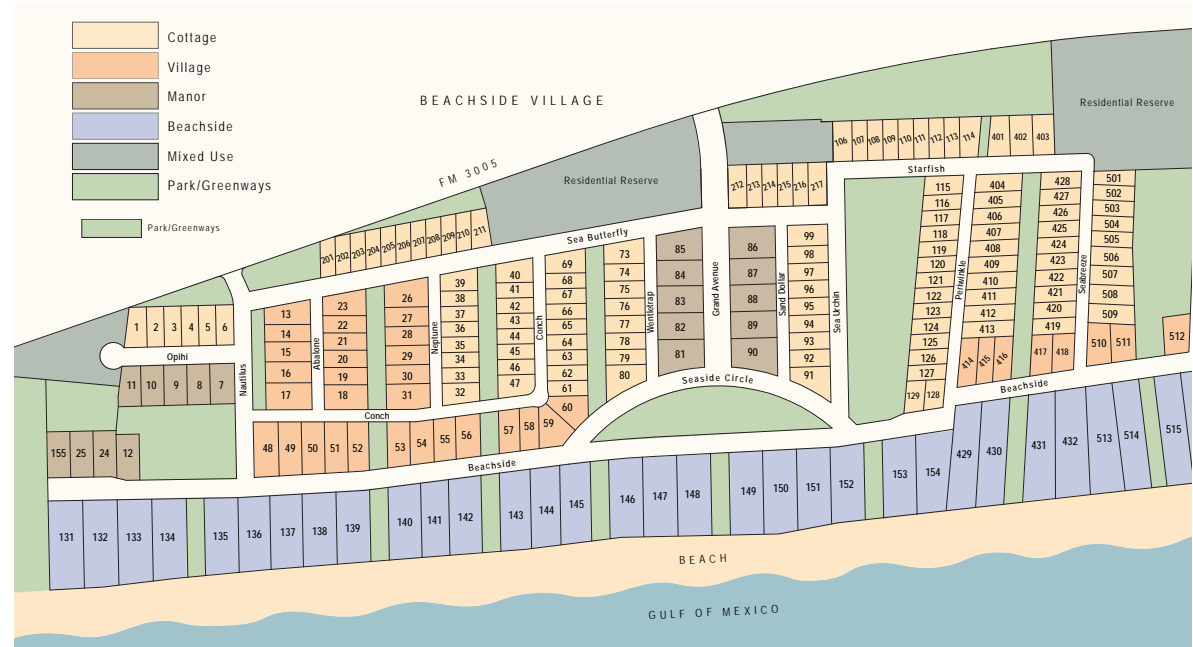 Cottage
Village
Manor
Beachside
Mixed Use
Park/Greenways
Park/Greenways
BEACHSIDE VILLAGE
FM 3005
Residential Reserve
Residential Reserve
106 107 108 109 110 111 112 113 114 401 402 403
Starfish
212 213 214 215 216 217
201 202 203 204 205 206 207 208 209 210 211
Sea Butterfly
1 2 3 4 5 6
Opihi
11 10 9 8 7
155 25 24 12
Nautilus
13
14
15
16
17
Abalone
23
22
21
20
19
18
26
27
28
29
30
31
Neptune
39
38
37
36
35
34
33
32
40
41
42
43
44
45
46
47
Conch
69
68
67
66
65
64
63
62
61
60
73
74
75
76
77
78
79
80
Wentletrap
85
84
83
82
81
Grand Avenue
86
87
88
89
90
Sand Dollar
99
98
97
96
95
94
93
92
91
Sea Urchin
115
116
117
118
119
120
121
122
123
124
125
126
127
129 128
Periwinkle
404
405
406
407
408
409
410
411
412
413
414 415 416
428
427
426
425
424
423
422
421
420
419
417 418
Seabreeze
501
502
503
504
505
506
507
508
509
510 511
512
Conch
Seaside Circle
48 49 50 51 52 53 54 55 56 57 58 59
Beachside
Beachside
131 132 133 134 135 136 137 138 139 140 141 142 143 144 145 146 147 148 149 150 151 152 153 154 429 430 431 432 513 514 515
BEACH
GULF OF MEXICO